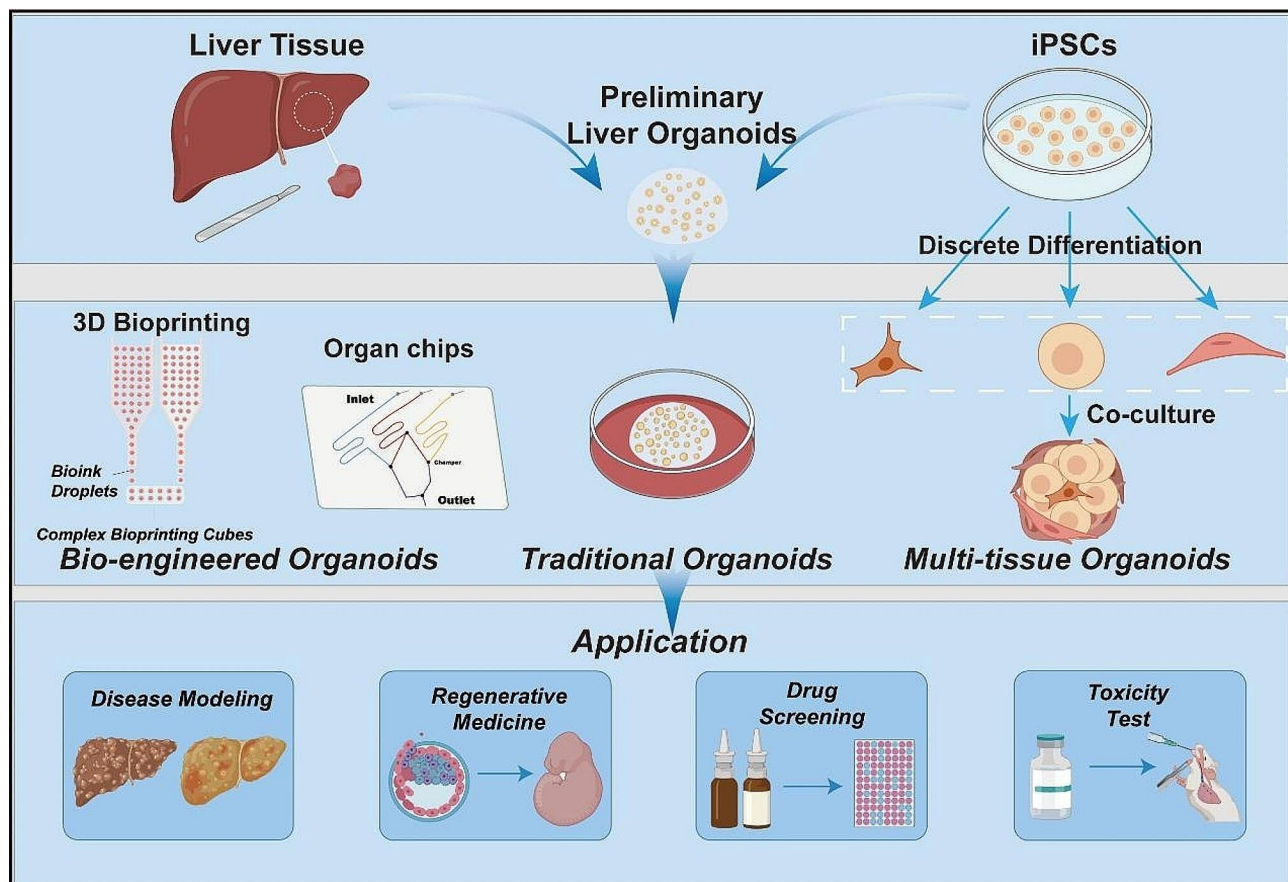 Liver Tissue
iPSCs
Preliminary
Liver Organoids
Discrete Differentiation
3D Bioprinting
Organ chips
Inlet
Champer
Outlet
Bioink
Droplets
Complex Bioprinting Cubes
Co-culture
Bio-engineered Organoids
Traditional Organoids
Multi-tissue Organoids
Application
Disease Modeling
Regenerative
Medicine
Drug
Screening
Toxicity
Test